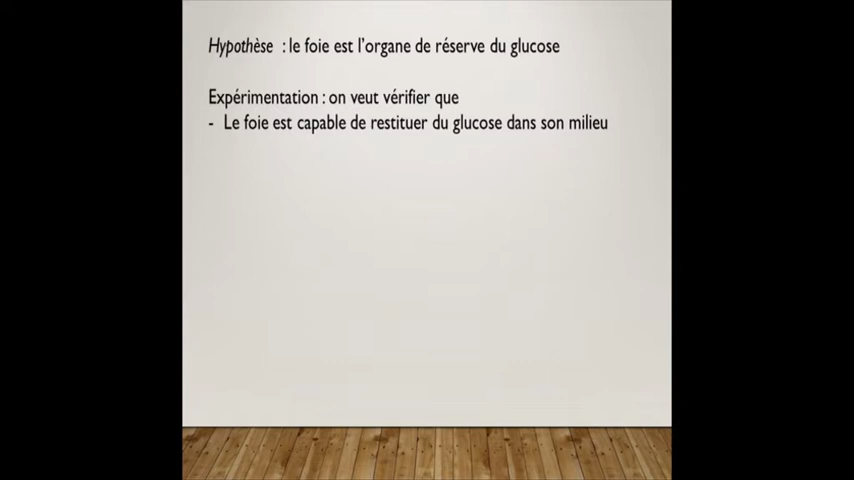 Hypothèse : le foie est l'organe de réserve du glucose
Expérimentation : on veut vérifier que
- Le foie est capable de restituer du glucose dans son milieu